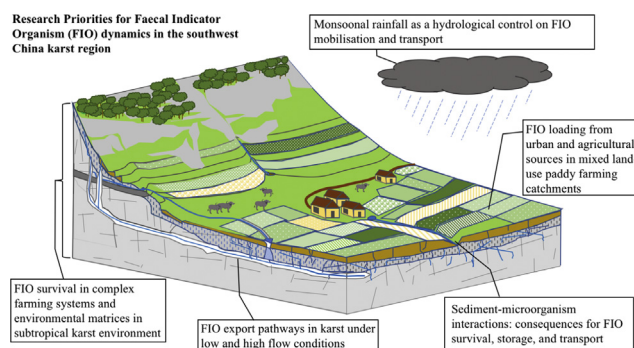 Research Priorities for Faecal Indicator
Organism (FIO) dynamics in the southwest
China karst region
Monsoonal rainfall as a hydrological control on FIO
mobilisation and transport
FIO loading from
urban and agricultural
sources in mixed land
use paddy farming
catchments
FIO survival in complex
farming systems and
environmental matrices in
subtropical karst environment
FIO export pathways in karst under
low and high flow conditions
Sediment-microorganism
interactions: consequences for FIO
survival, storage, and transport